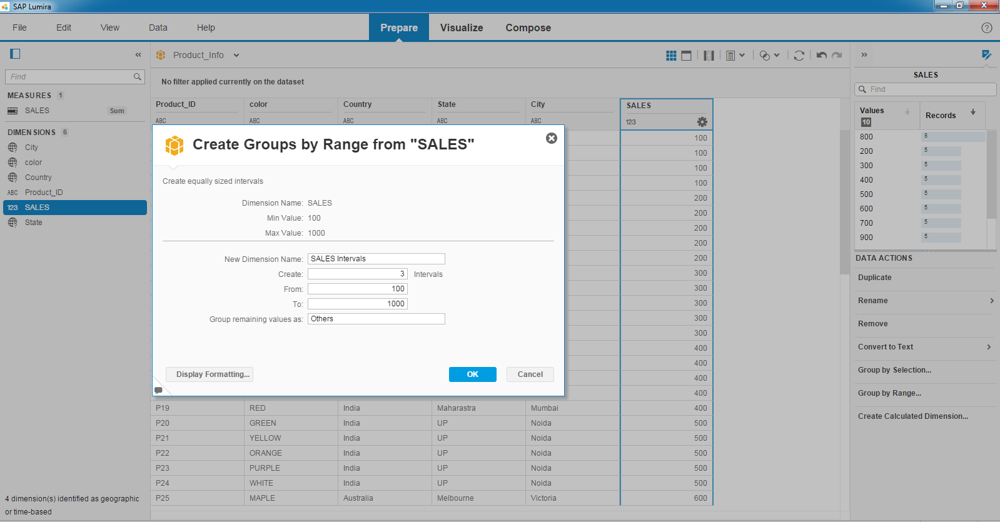 SAP Lumira
File Edit View Data Help Prepare Visualize Compose ?
« Product_Info »
Find
No filter applied currently on the dataset
MEASURES 1
SALES Sum
DIMENSIONS 6
City
color
Country
ABC Product_ID
123 SALES
State
4 dimension(s) identified as geographic
or time-based
Product_ID color Country State City SALES
ABC ABC ABC ABC ABC 123
100
100
100
100
200
200
200
200
200
300
300
300
300
300
400
400
400
400
P19 RED India Maharastra Mumbai 400
P20 GREEN India UP Noida 500
P21 YELLOW India UP Noida 500
P22 ORANGE India UP Noida 500
P23 PURPLE India UP Noida 500
P24 WHITE India UP Noida 500
P25 MAPLE Australia Melbourne Victoria 600
Create Groups by Range from "SALES"
Create equally sized intervals
Dimension Name: SALES
Min Value: 100
Max Value: 1000
New Dimension Name: SALES Intervals
Create: 3 Intervals
From: 100
To: 1000
Group remaining values as: Others
Display Formatting... OK Cancel
SALES
Find
Values Records
10
800 8
200 5
300 5
400 5
500 5
600 5
700 5
900 5
DATA ACTIONS
Duplicate
Rename
Remove
Convert to Text
Group by Selection...
Group by Range...
Create Calculated Dimension...